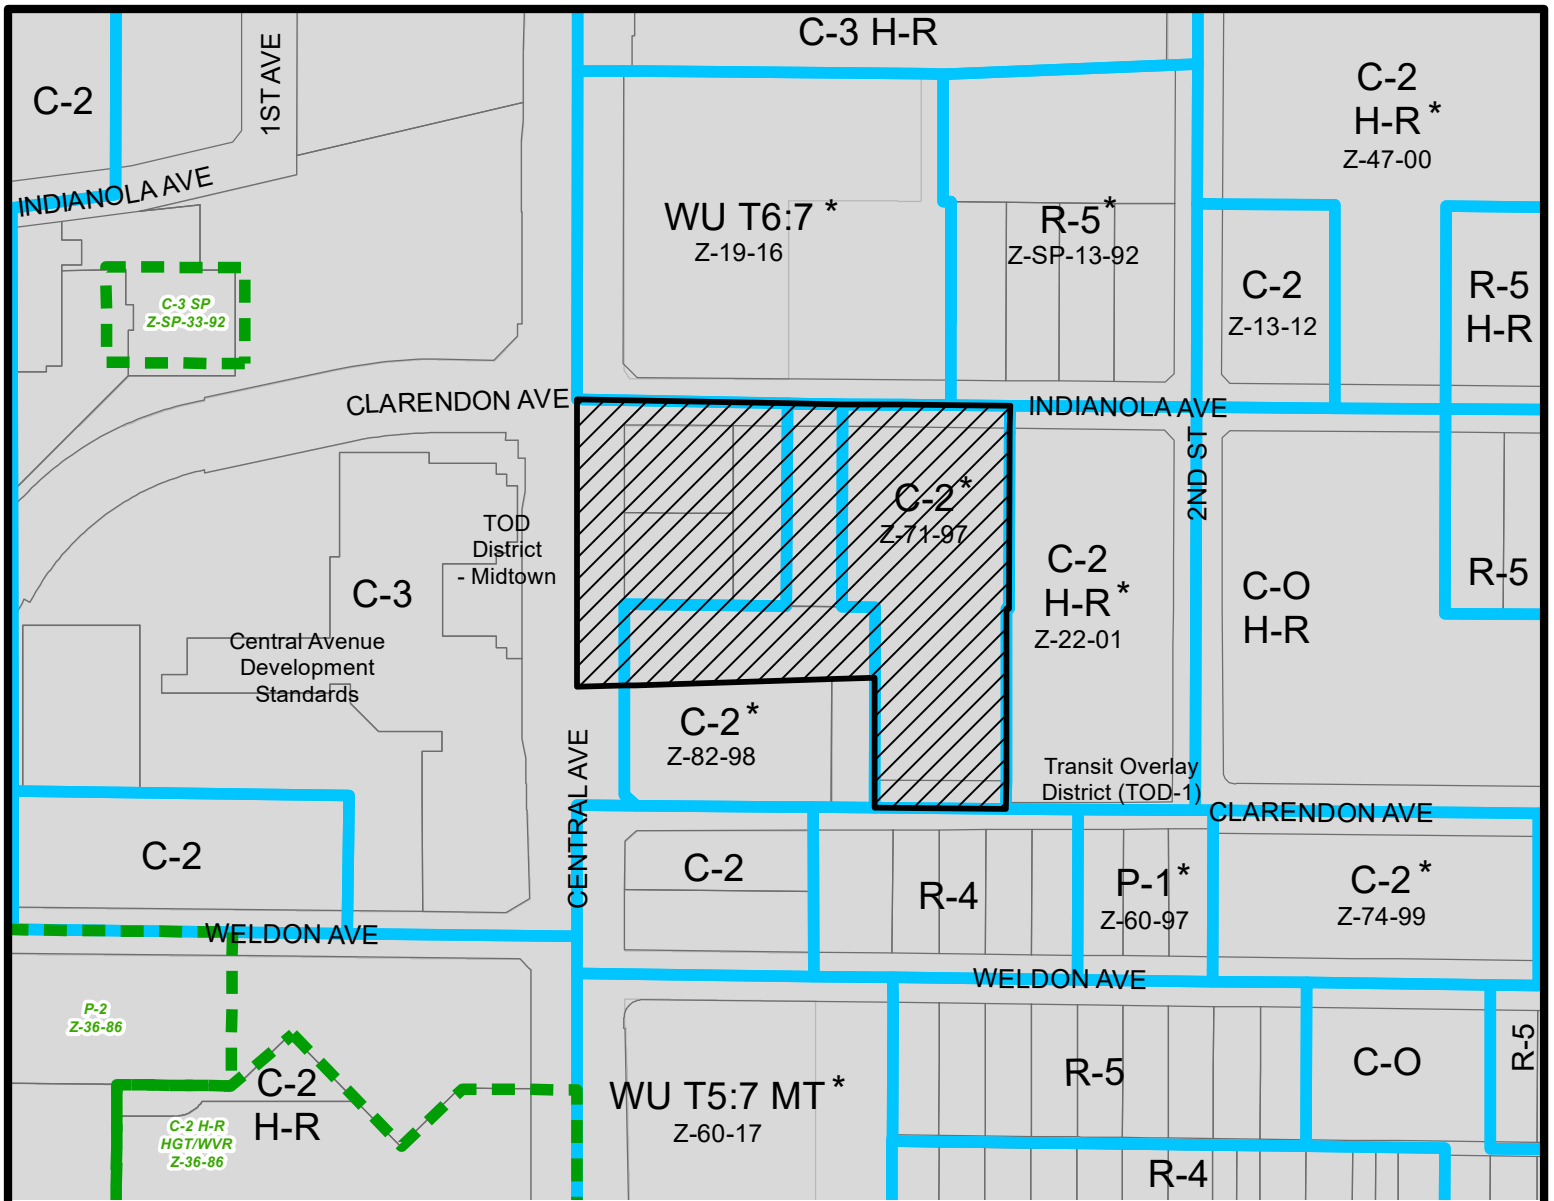 C-3 H-R
C-2
1ST AVE
C-2
H-R *
Z-47-00
INDIANOLA AVE
WU T6:7 *
Z-19-16
R-5 *
Z-SP-13-92
C-2
Z-13-12
R-5
H-R
C-3 SP
Z-SP-33-92
CLARENDON AVE
INDIANOLA AVE
2ND ST
C-2 *
Z-71-97
TOD
District
- Midtown
C-3
C-2
H-R *
Z-22-01
C-O
H-R
R-5
Central Avenue
Development
Standards
C-2 *
Z-82-98
CENTRAL AVE
Transit Overlay
District (TOD-1)
CLARENDON AVE
C-2
C-2
R-4
P-1 *
Z-60-97
C-2 *
Z-74-99
WELDON AVE
WELDON AVE
P-2
Z-36-86
C-2
H-R
C-2 H-R
HGT/WVR
Z-36-86
WU T5:7 MT *
Z-60-17
R-5
C-O
R-5
R-4